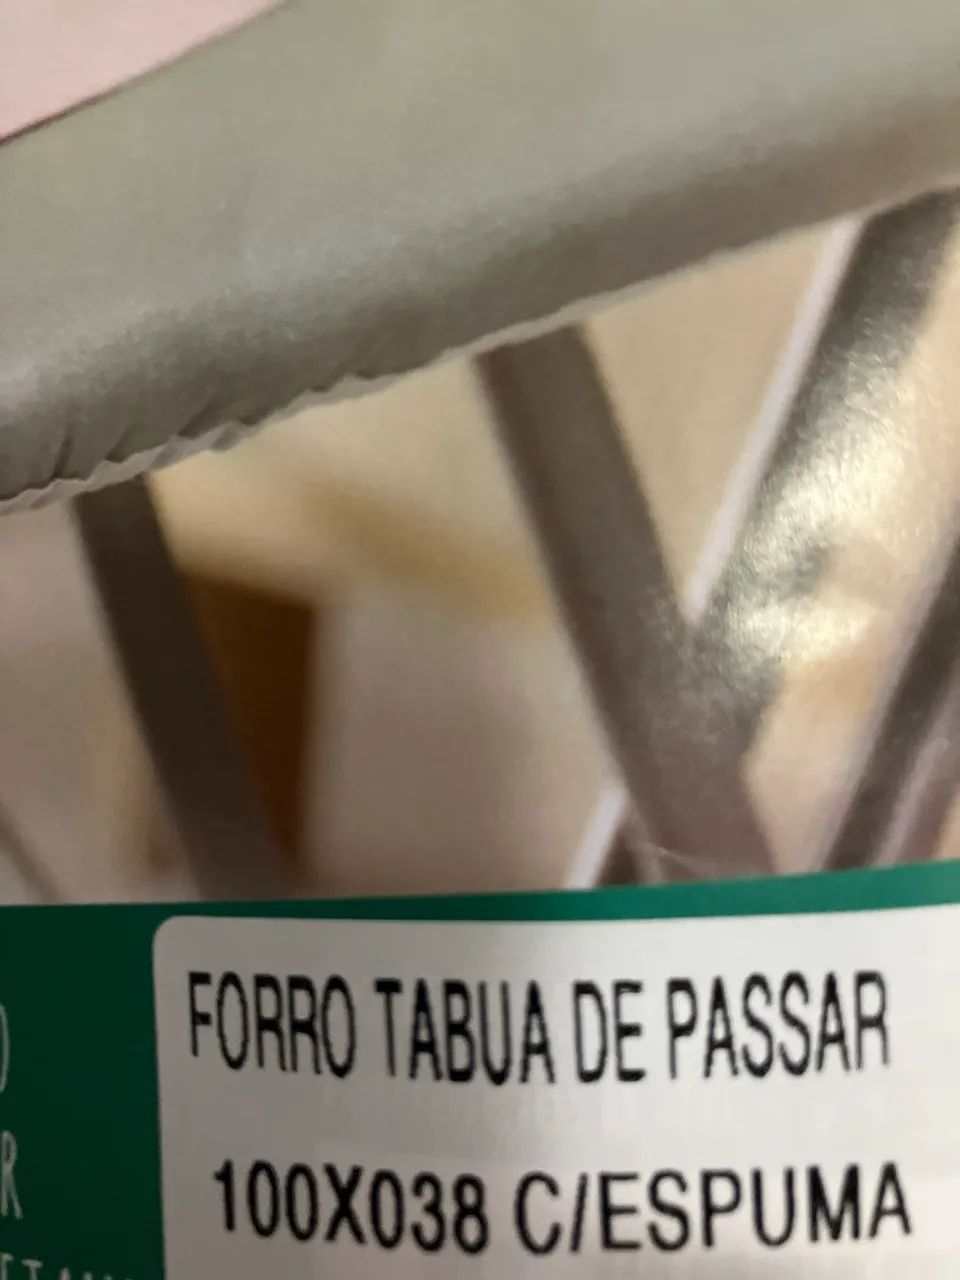 FORRO TABUA DE PASSAR
100X038 C/ESPUMA